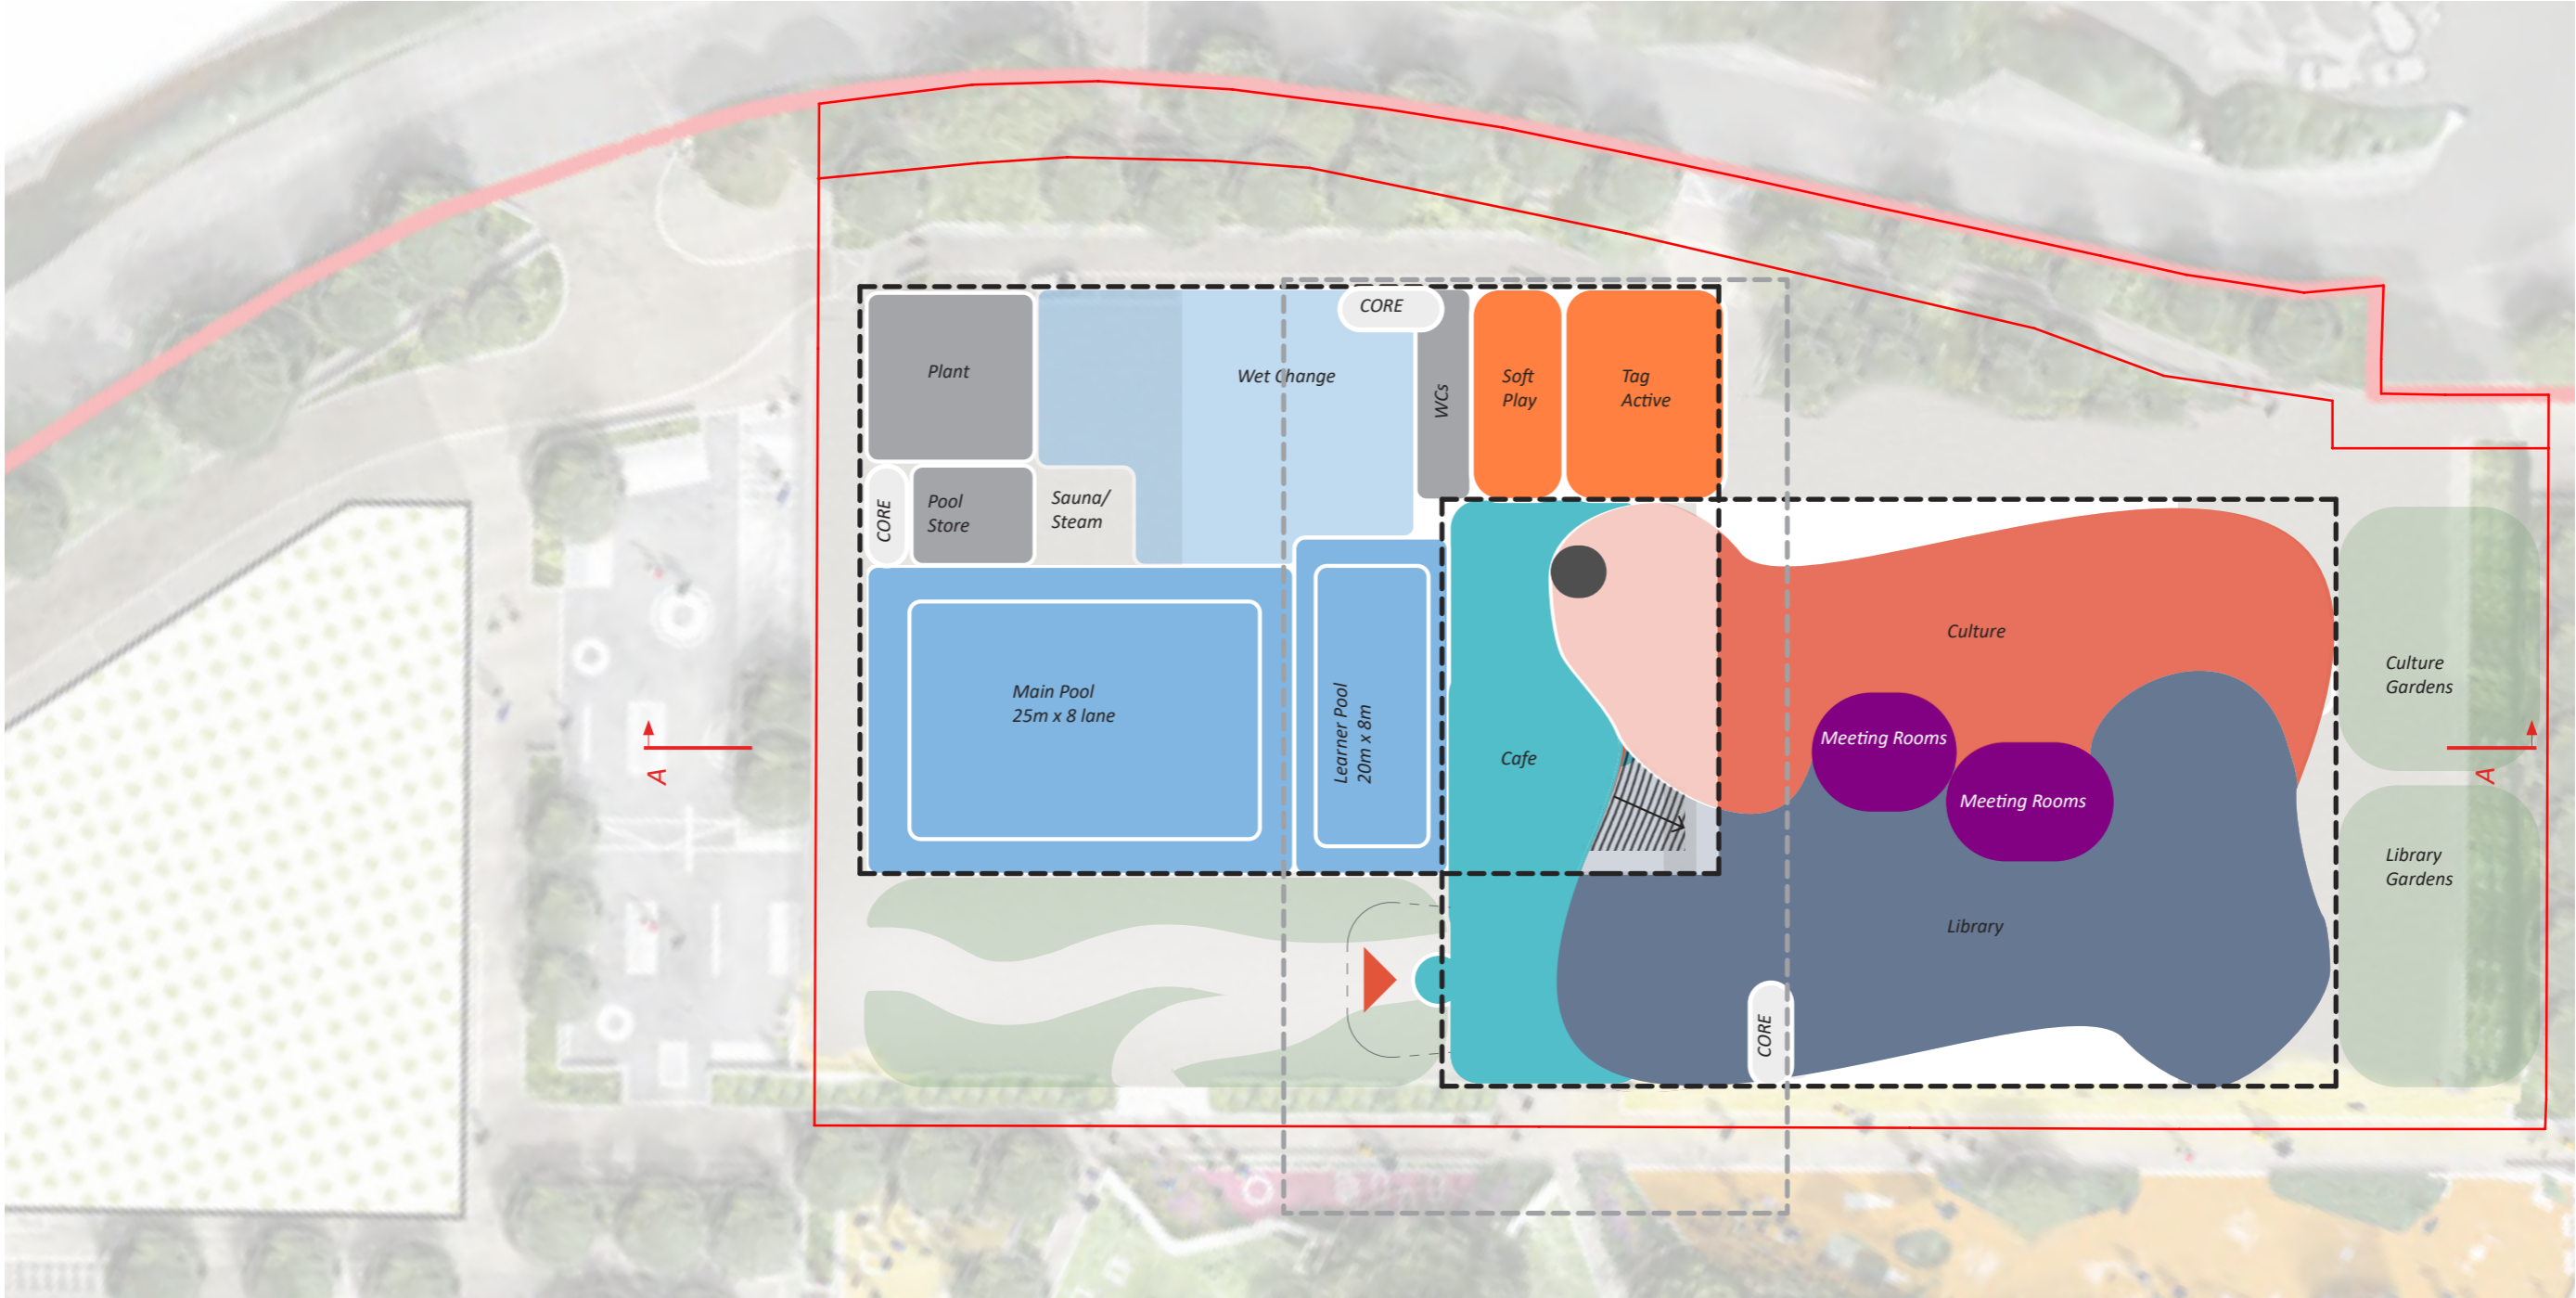 CORE
Plant
Wet Change
Soft
Play
Tag
Active
WCs
CORE
Pool
Store
Sauna/
Steam
Main Pool
25m x 8 lane
Learner Pool
20m x 8m
Cafe
Culture
Meeting Rooms
Meeting Rooms
Library
CORE
Culture
Gardens
Library
Gardens
A
A